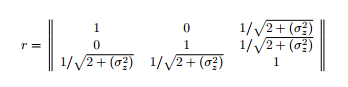 1 0 1/√2 + (σ_z^2)
r = 0 1 1/√2 + (σ_z^2)
1/√2 + (σ_z^2) 1/√2 + (σ_z^2) 1